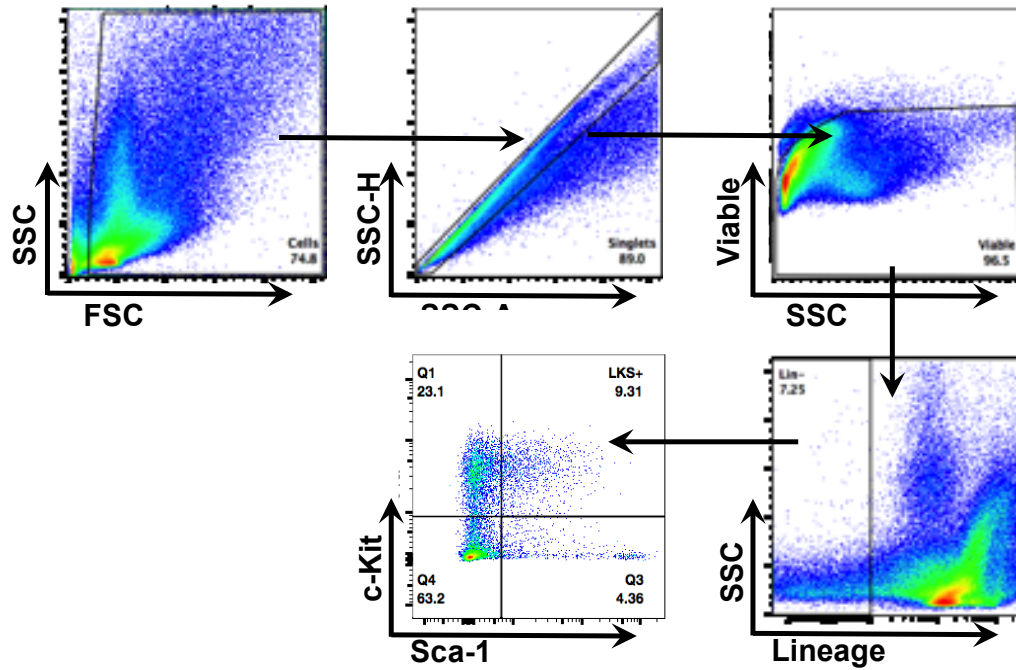 SSC
Cells
74.8
FSC
SSC-H
Singlets
89.0
SSC-A
Viable
Viable
96.5
SSC
c-Kit
Q1
23.1
LKS+
9.31
Q4
63.2
Q3
4.36
Sca-1
SSC
Lin-
7.25
Lineage